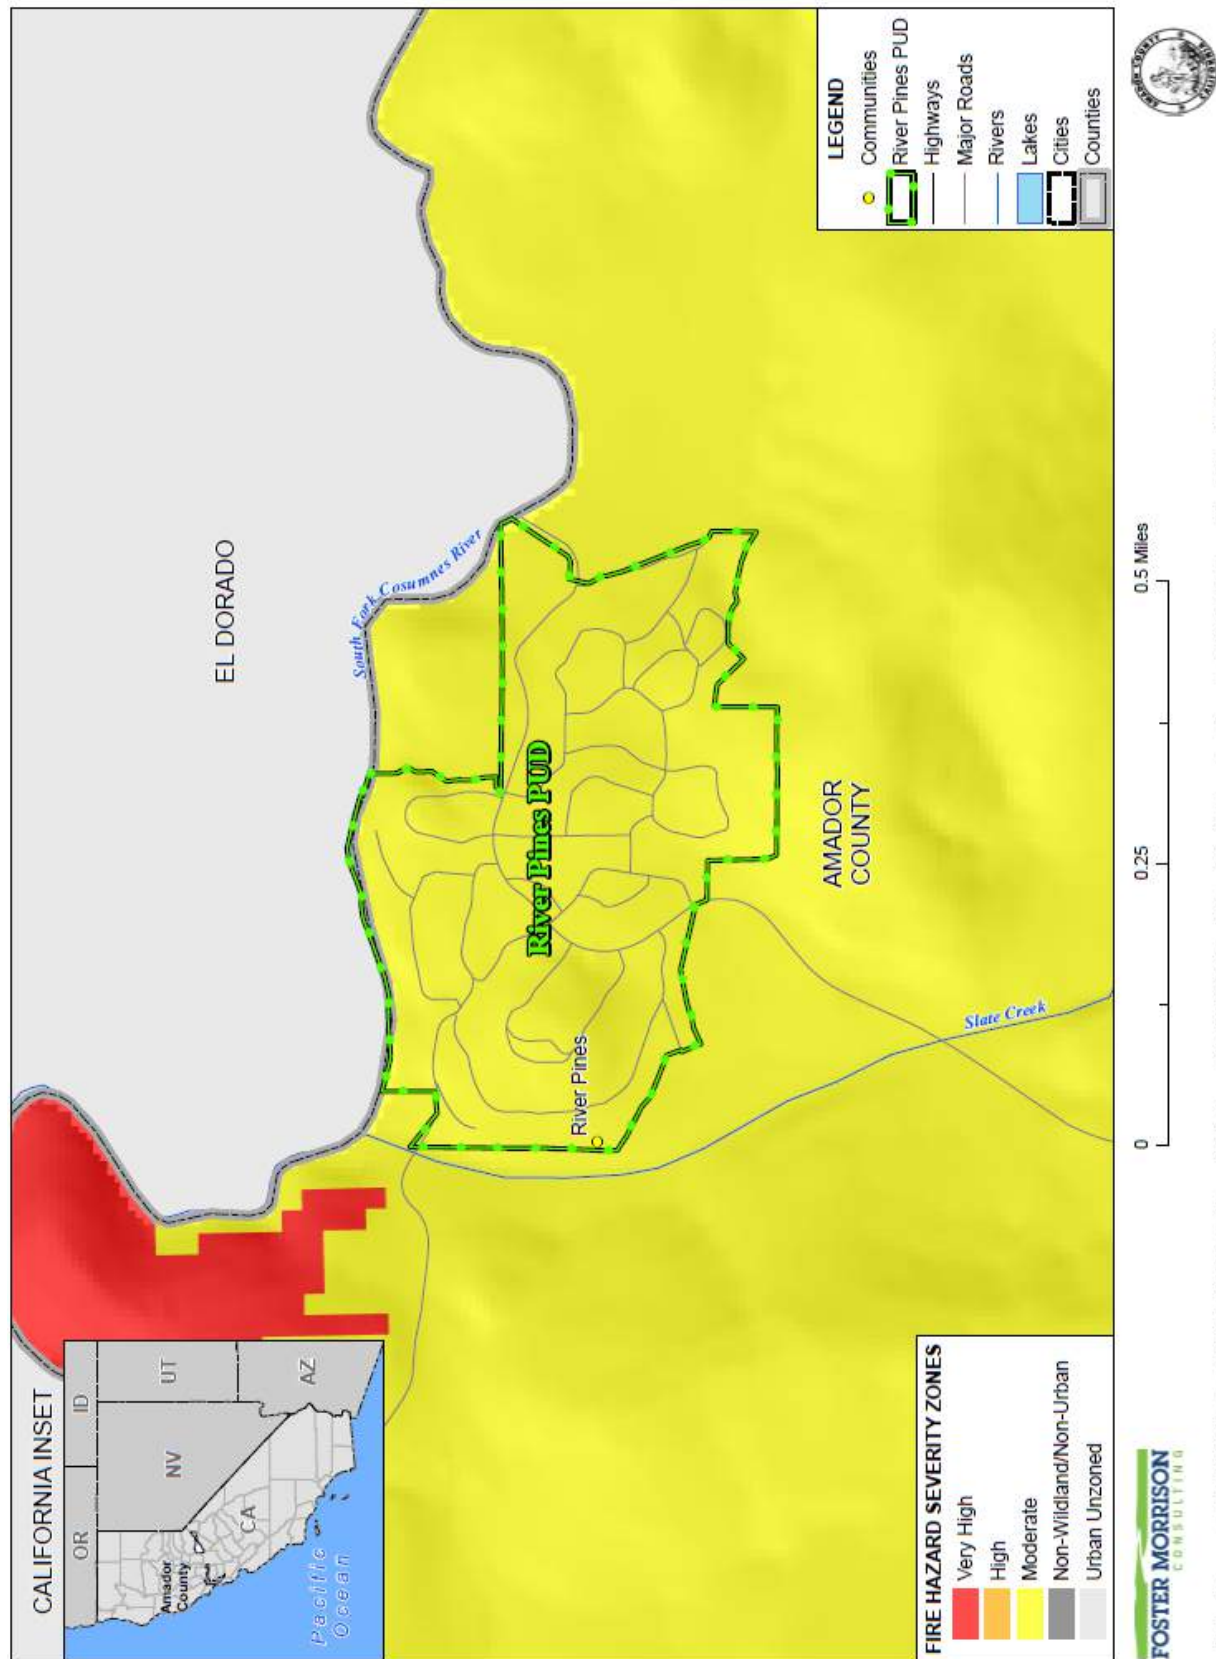 CALIFORNIA INSET
OR
ID
NV
UT
CA
AZ
Amador
County
Pacific
Ocean
EL DORADO
South Fork Cosumnes River
River Pines PUD
River Pines
AMADOR
COUNTY
Slate Creek
FIRE HAZARD SEVERITY ZONES
Very High
High
Moderate
Non-Wildland/Non-Urban
Urban Unzoned
LEGEND
Communities
River Pines PUD
Highways
Major Roads
Rivers
Lakes
Cities
Counties
FOSTER MORRISON
CONSULTING
0
0.25
0.5 Miles
AMADOR COUNTY